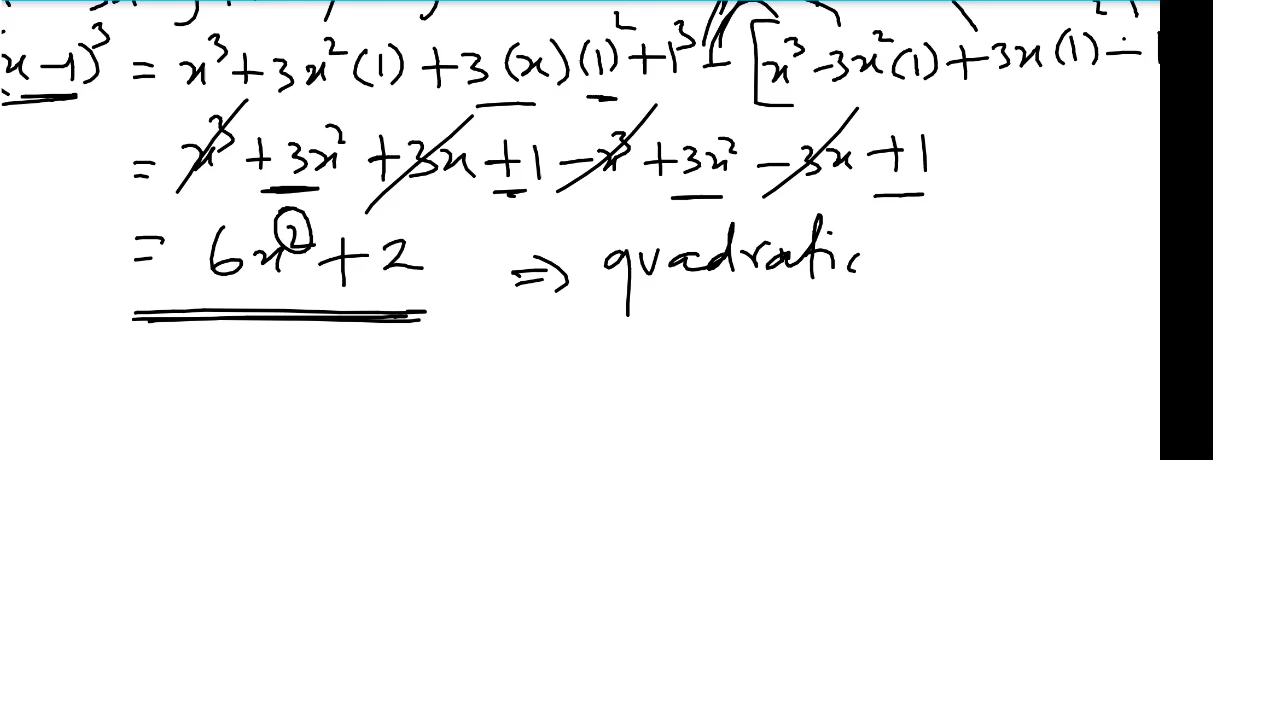 x-1)³ = x³ + 3x²(1) + 3(x)(1)² + 1³ - [x³ - 3x²(1) + 3x(1)² -
= x³ + 3x² + 3x + 1 - x³ + 3x² - 3x + 1
= 6x² + 2 ⇒ quadratic